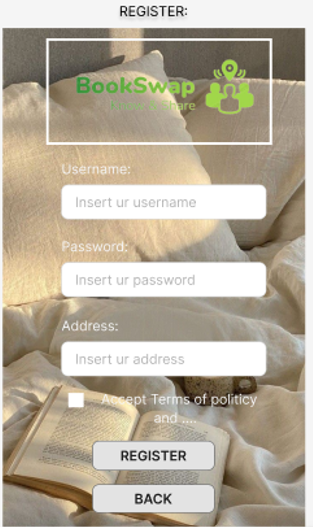 REGISTER:
BookSwap
Know & Share
Username:
Insert ur username
Password:
Insert ur password
Address:
Insert ur address
Accept Terms of politicy
and ....
REGISTER
BACK